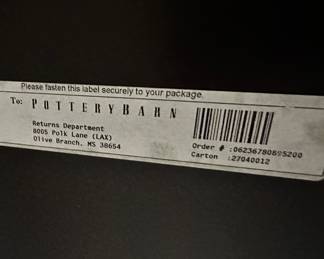 Please fasten this label securely to your package.
To: POTTERYBARN
Returns Department
8005 Polk Lane (LAX)
Olive Branch, MS 38654
Order # :06236780895200
Carton :27040012